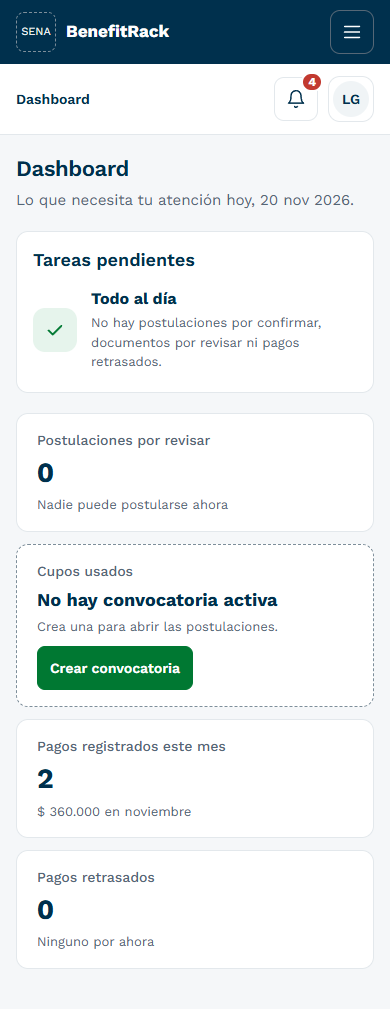 SENA
BenefitRack
Dashboard
4
LG
Dashboard
Lo que necesita tu atención hoy, 20 nov 2026.
Tareas pendientes
Todo al día
No hay postulaciones por confirmar,
documentos por revisar ni pagos
retrasados.
Postulaciones por revisar
0
Nadie puede postularse ahora
Cupos usados
No hay convocatoria activa
Crea una para abrir las postulaciones.
Crear convocatoria
Pagos registrados este mes
2
$ 360.000 en noviembre
Pagos retrasados
0
Ninguno por ahora